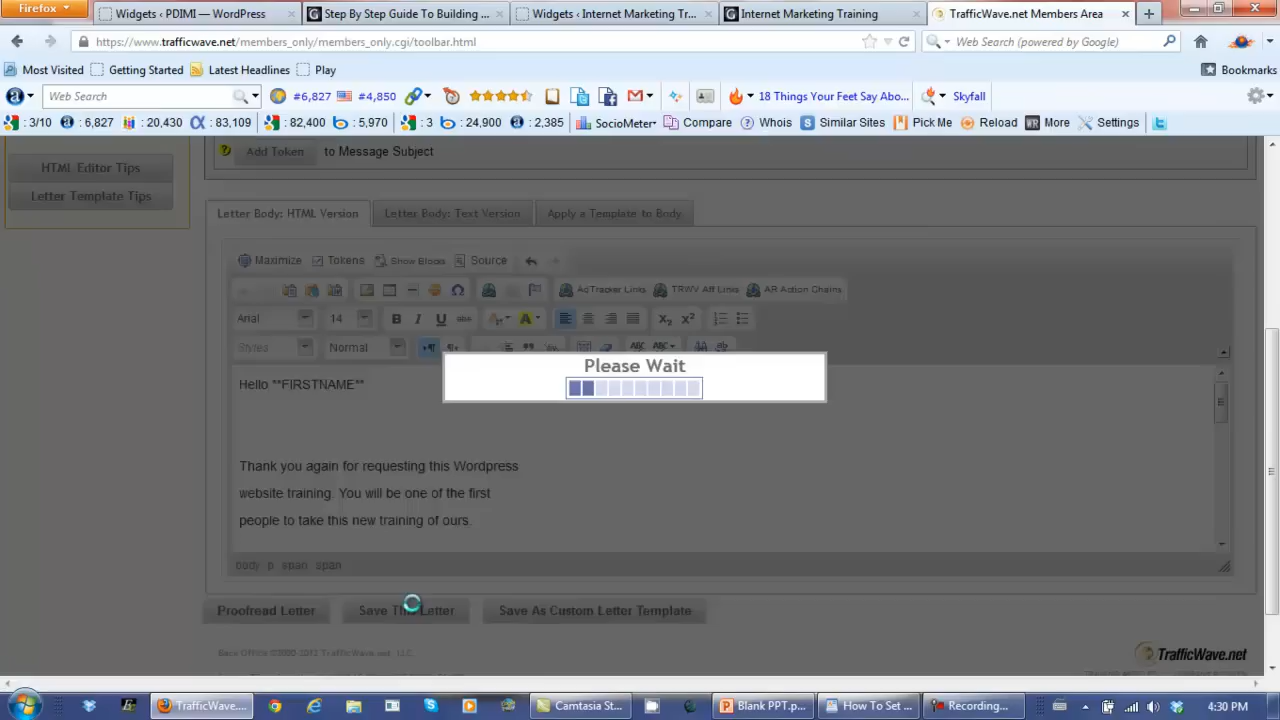 Firefox
Widgets ‹ PDIMI — WordPress
Step By Step Guide To Building ...
Widgets ‹ Internet Marketing Tr...
Internet Marketing Training
TrafficWave.net Members Area
https://www.trafficwave.net/members_only/members_only.cgi/toolbar.html
Web Search (powered by Google)
Most Visited
Getting Started
Latest Headlines
Play
Bookmarks
Web Search
#6,827
#4,850
18 Things Your Feet Say Abo...
Skyfall
: 3/10
: 6,827
: 20,430
: 83,109
: 82,400
: 5,970
: 3
: 24,900
: 2,385
SocioMeter
Compare
Whois
Similar Sites
Pick Me
Reload
More
Settings
Add Token
to Message Subject
HTML Editor Tips
Letter Template Tips
Letter Body: HTML Version
Letter Body: Text Version
Apply a Template to Body
Maximize
Tokens
Show Blocks
Source
AdTracker Links
TRWV Aff Links
AR Action Chains
Arial
14
Styles
Normal
Please Wait
Hello **FIRSTNAME**
Thank you again for requesting this Wordpress
website training. You will be one of the first
people to take this new training of ours.
body p span span
Proofread Letter
Save This Letter
Save As Custom Letter Template
Back Office ©2000-2012 TrafficWave.net, LLC.
TrafficWave.net
TrafficWave....
Camtasia St...
Blank PPT.p...
How To Set ...
Recording...
4:30 PM